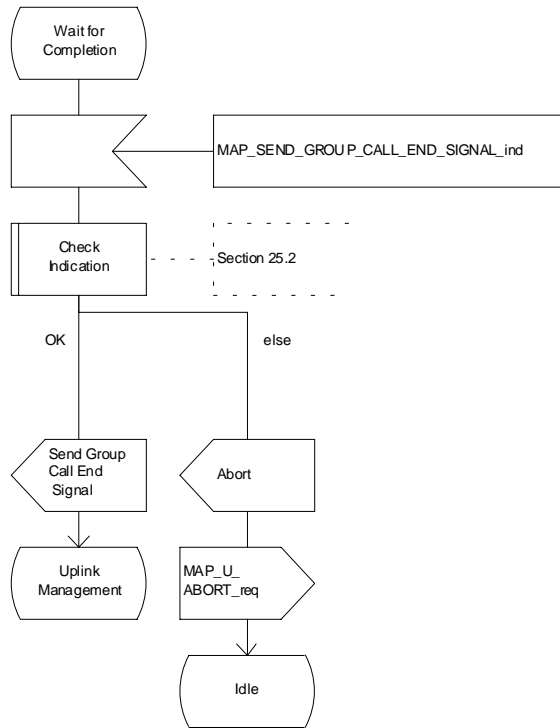 Wait for
Completion
MAP_SEND_GROUP_CALL_END_SIGNAL_ind
Check
Indication
Section 25.2
OK
else
Send Group
Call End
Signal
Abort
Uplink
Management
MAP_U_
ABORT_req
Idle